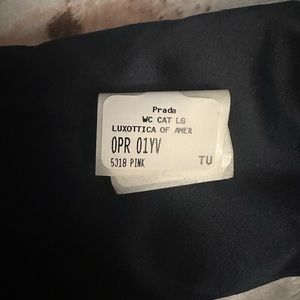 Prada
WC CAT LG
LUXOTTICA OF AMER
0PR 01YV
5318 PINK TU